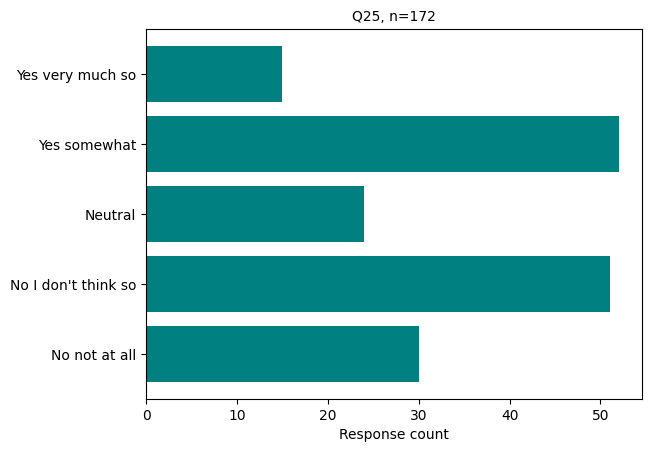 Q25, n=172
Yes very much so
Yes somewhat
Neutral
No I don't think so
No not at all
0 10 20 30 40 50
Response count